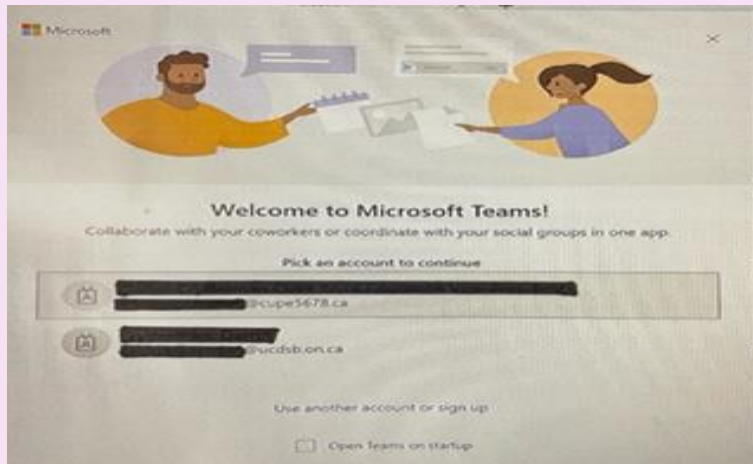 Microsoft
Welcome to Microsoft Teams!
Collaborate with your coworkers or coordinate with your social groups in one app.
Pick an account to continue
@cupe5678.ca
@ucdsb.on.ca
Use another account or sign up
Open Teams on startup